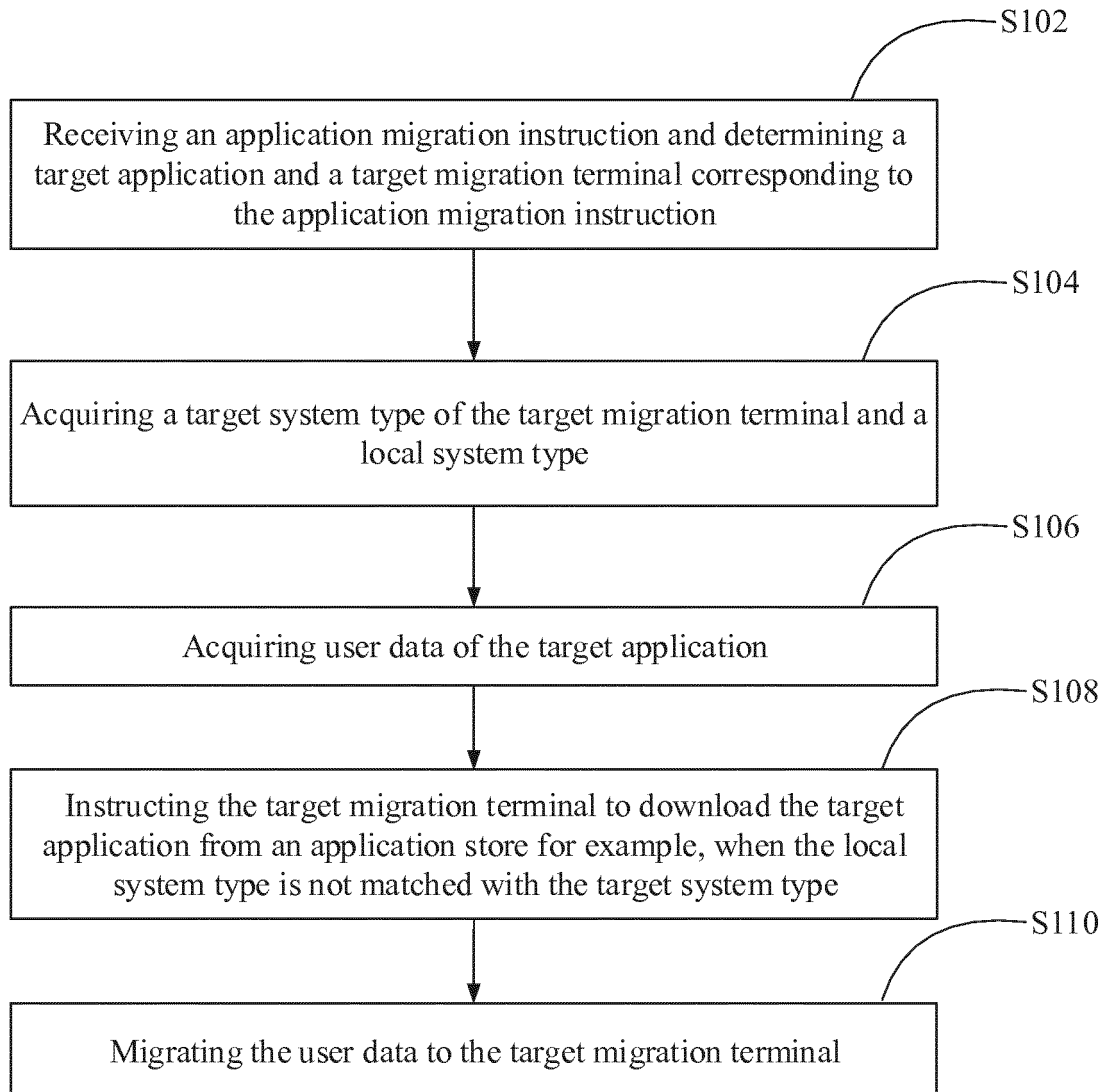 S102
Receiving an application migration instruction and determining a
target application and a target migration terminal corresponding to
the application migration instruction
S104
Acquiring a target system type of the target migration terminal and a
local system type
S106
Acquiring user data of the target application
S108
Instructing the target migration terminal to download the target
application from an application store for example, when the local
system type is not matched with the target system type
S110
Migrating the user data to the target migration terminal